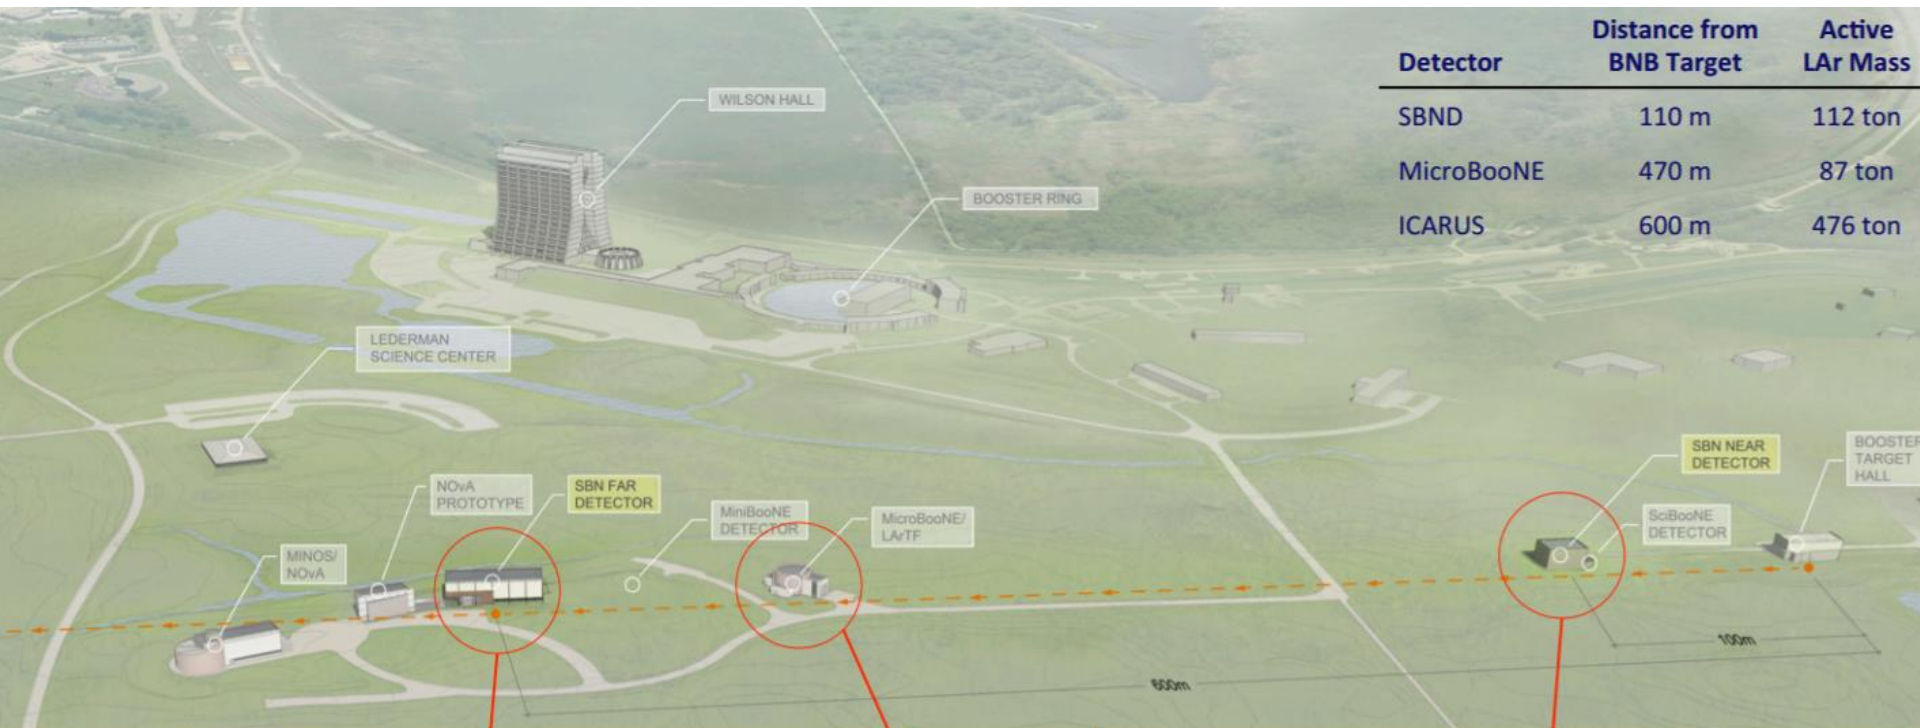 Distance from
BNB Target
Active
LAr Mass
Detector
SBND 110 m 112 ton
MicroBooNE 470 m 87 ton
ICARUS 600 m 476 ton
WILSON HALL
BOOSTER RING
LEDERMAN
SCIENCE CENTER
NOvA
PROTOTYPE
SBN FAR
DETECTOR
MiniBooNE
DETECTOR
MicroBooNE/
LArTF
SBN NEAR
DETECTOR
BOOSTER
TARGET
HALL
SciBooNE
DETECTOR
MINOS/
NOvA
100m
600m